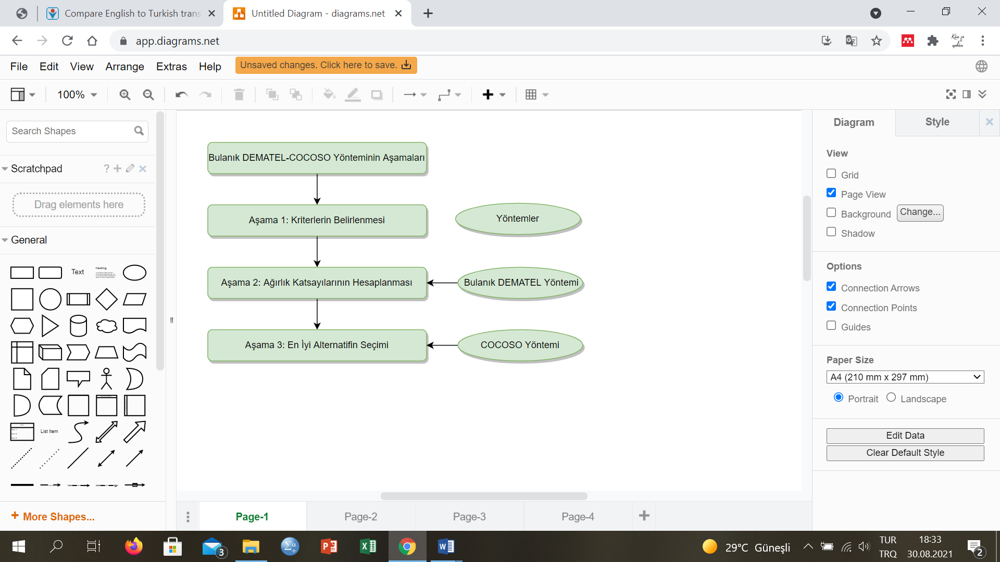 Compare English to Turkish trans
Untitled Diagram - diagrams.net
app.diagrams.net
File Edit View Arrange Extras Help
Unsaved changes. Click here to save.
100%
Search Shapes
Scratchpad
?
Drag elements here
General
Text
Heading
List Item
+ More Shapes...
Bulanık DEMATEL-COCOSO Yönteminin Aşamaları
Aşama 1: Kriterlerin Belirlenmesi
Yöntemler
Aşama 2: Ağırlık Katsayılarının Hesaplanması
Bulanık DEMATEL Yöntemi
Aşama 3: En İyi Alternatifin Seçimi
COCOSO Yöntemi
Page-1
Page-2
Page-3
Page-4
Diagram
Style
View
Grid
Page View
Background
Change...
Shadow
Options
Connection Arrows
Connection Points
Guides
Paper Size
A4 (210 mm x 297 mm)
Portrait
Landscape
Edit Data
Clear Default Style
3
29°C Güneşli
TUR
TRQ
18:33
30.08.2021
2